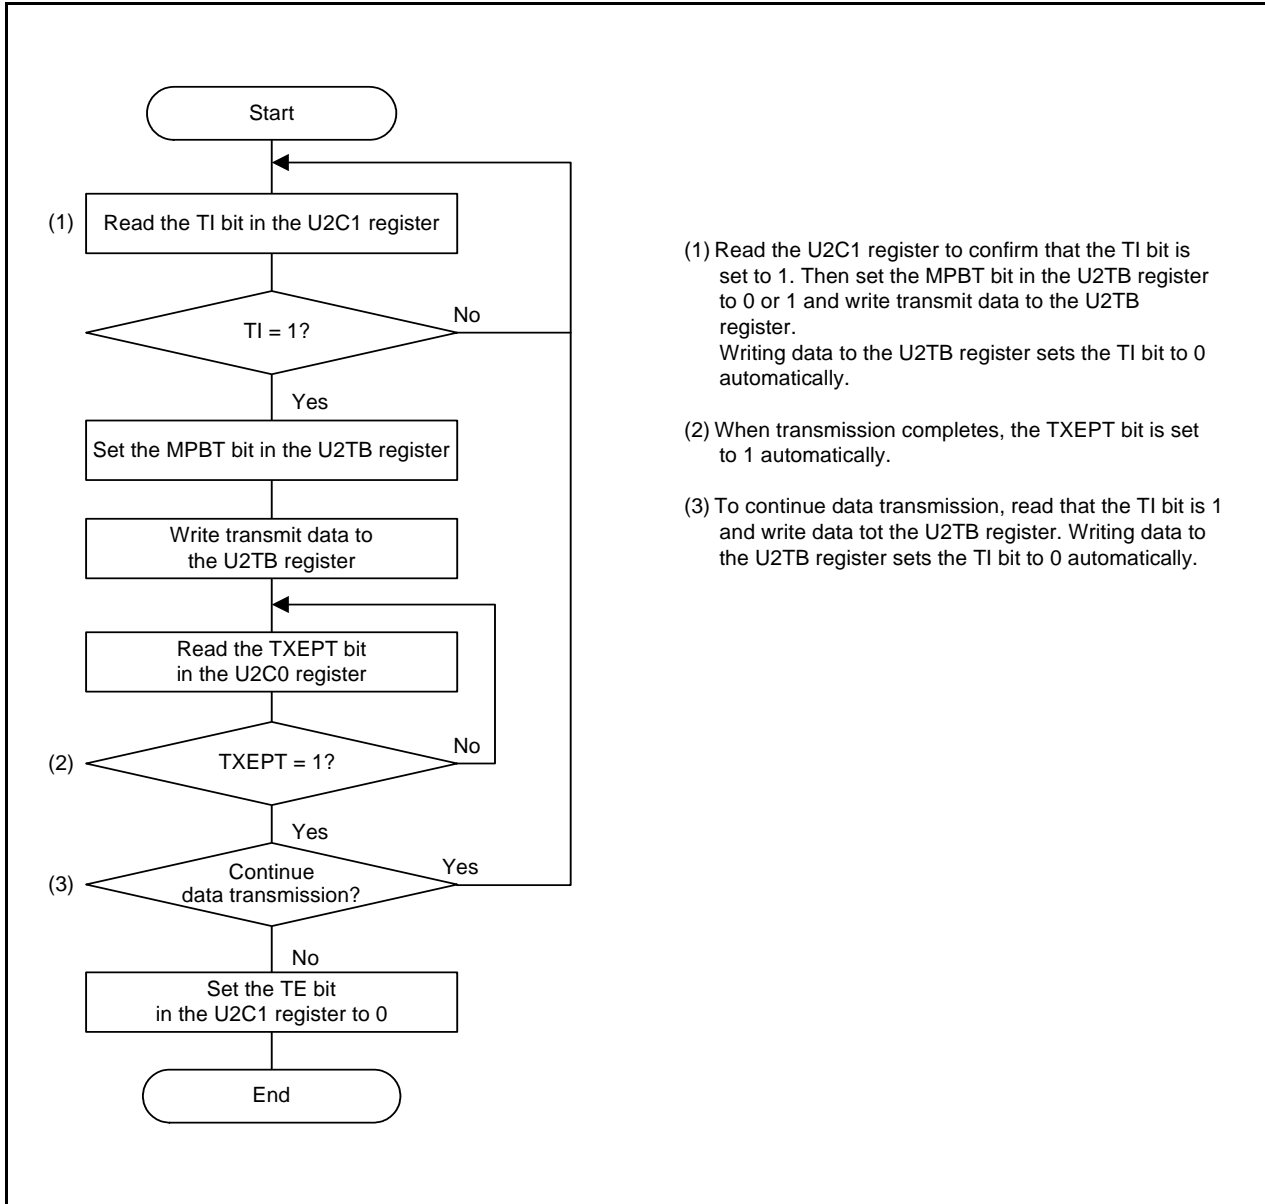 Start
(1)
Read the TI bit in the U2C1 register
TI = 1?
No
Yes
Set the MPBT bit in the U2TB register
Write transmit data to
the U2TB register
Read the TXEPT bit
in the U2C0 register
(2)
TXEPT = 1?
No
Yes
(3)
Continue
data transmission?
Yes
No
Set the TE bit
in the U2C1 register to 0
End
(1) Read the U2C1 register to confirm that the TI bit is
set to 1. Then set the MPBT bit in the U2TB register
to 0 or 1 and write transmit data to the U2TB
register.
Writing data to the U2TB register sets the TI bit to 0
automatically.
(2) When transmission completes, the TXEPT bit is set
to 1 automatically.
(3) To continue data transmission, read that the TI bit is 1
and write data tot the U2TB register. Writing data to
the U2TB register sets the TI bit to 0 automatically.